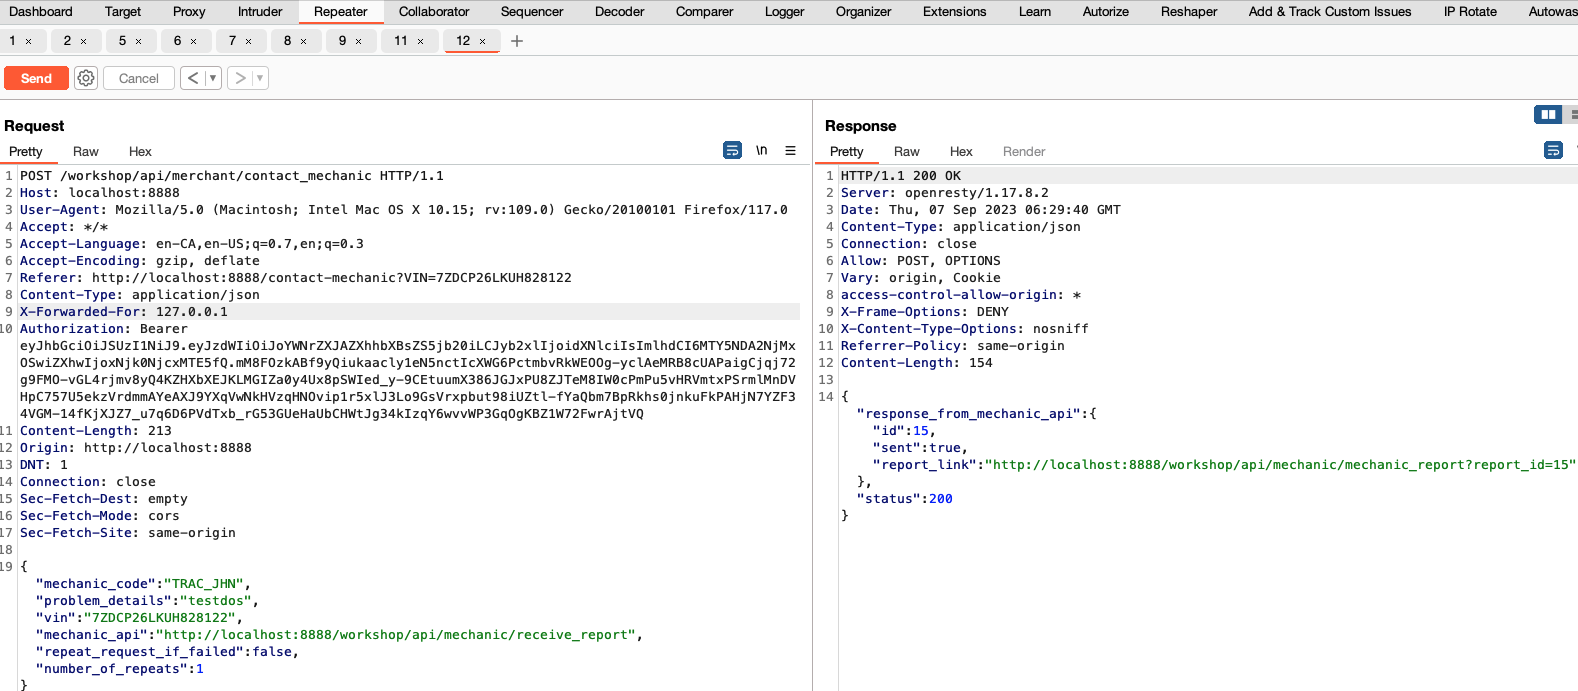 Dashboard Target Proxy Intruder Repeater Collaborator Sequencer Decoder Comparer Logger Organizer Extensions Learn Autorize Reshaper Add & Track Custom Issues IP Rotate Autowas
1 × 2 × 5 × 6 × 7 × 8 × 9 × 11 × 12 × +
Send Cancel < ▼ > ▼
Request
Pretty Raw Hex \n
1 POST /workshop/api/merchant/contact_mechanic HTTP/1.1
2 Host: localhost:8888
3 User-Agent: Mozilla/5.0 (Macintosh; Intel Mac OS X 10.15; rv:109.0) Gecko/20100101 Firefox/117.0
4 Accept: */*
5 Accept-Language: en-CA,en-US;q=0.7,en;q=0.3
6 Accept-Encoding: gzip, deflate
7 Referer: http://localhost:8888/contact-mechanic?VIN=7ZDCP26LKUH828122
8 Content-Type: application/json
9 X-Forwarded-For: 127.0.0.1
10 Authorization: Bearer
eyJhbGciOiJSUzI1NiJ9.eyJzdWIiOiJoYWNrZXJAZXhhbXBsZS5jb20iLCJyb2xlIjoidXNlciIsImlhdCI6MTY5NDA2NjMx
OSwiZXhwIjoxNjk0NjcxMTE5fQ.mM8FOzkABf9yQiukaacly1eN5nctIcXWG6PctmbvRkWEOOg-yclAeMRB8cUAPaigCjqj72
g9FMO-vGL4rjmv8yQ4KZHXbXEJKLMGIZa0y4Ux8pSWIed_y-9CEtuumX386JGJxPU8ZJTeM8IW0cPmPu5vHRVmtxPSrmlMnDV
HpC757U5ekzVrdmmAYeAXJ9YXqVwNkHVzqHNOvip1r5xlJ3Lo9GsVrxpbut98iUZtl-fYaQbm7BpRkhs0jnkuFkPAHjN7YZF3
4VGM-14fKjXJZ7_u7q6D6PVdTxb_rG53GUeHaUbCHWtJg34kIzqY6wvvWP3GqOgKBZ1W72FwrAjtVQ
11 Content-Length: 213
12 Origin: http://localhost:8888
13 DNT: 1
14 Connection: close
15 Sec-Fetch-Dest: empty
16 Sec-Fetch-Mode: cors
17 Sec-Fetch-Site: same-origin
18
19 {
"mechanic_code":"TRAC_JHN",
"problem_details":"testdos",
"vin":"7ZDCP26LKUH828122",
"mechanic_api":"http://localhost:8888/workshop/api/mechanic/receive_report",
"repeat_request_if_failed":false,
"number_of_repeats":1
}
Response
Pretty Raw Hex Render
1 HTTP/1.1 200 OK
2 Server: openresty/1.17.8.2
3 Date: Thu, 07 Sep 2023 06:29:40 GMT
4 Content-Type: application/json
5 Connection: close
6 Allow: POST, OPTIONS
7 Vary: origin, Cookie
8 access-control-allow-origin: *
9 X-Frame-Options: DENY
10 X-Content-Type-Options: nosniff
11 Referrer-Policy: same-origin
12 Content-Length: 154
13
14 {
"response_from_mechanic_api":{
"id":15,
"sent":true,
"report_link":"http://localhost:8888/workshop/api/mechanic/mechanic_report?report_id=15"
},
"status":200
}